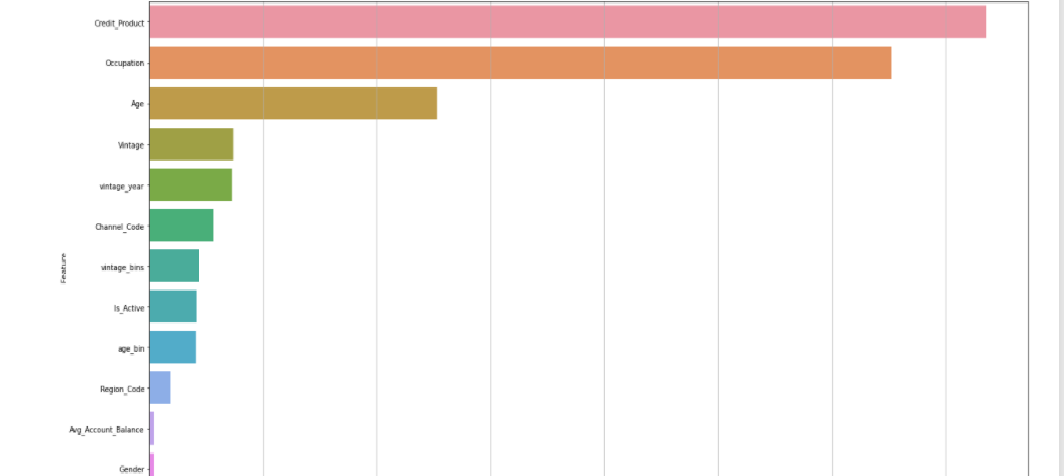 Credit_Product
Occupation
Age
Vintage
vintage_year
Channel_Code
vintage_bins
Is_Active
age_bin
Region_Code
Avg_Account_Balance
Gender
Feature